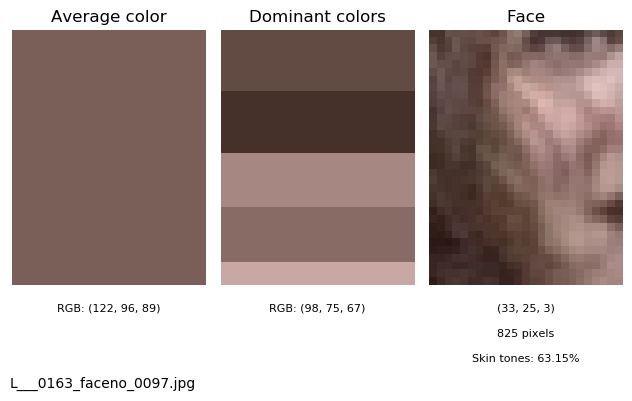 Average color
Dominant colors
Face
RGB: (122, 96, 89)
RGB: (98, 75, 67)
(33, 25, 3)
825 pixels
Skin tones: 63.15%
L___0163_faceno_0097.jpg